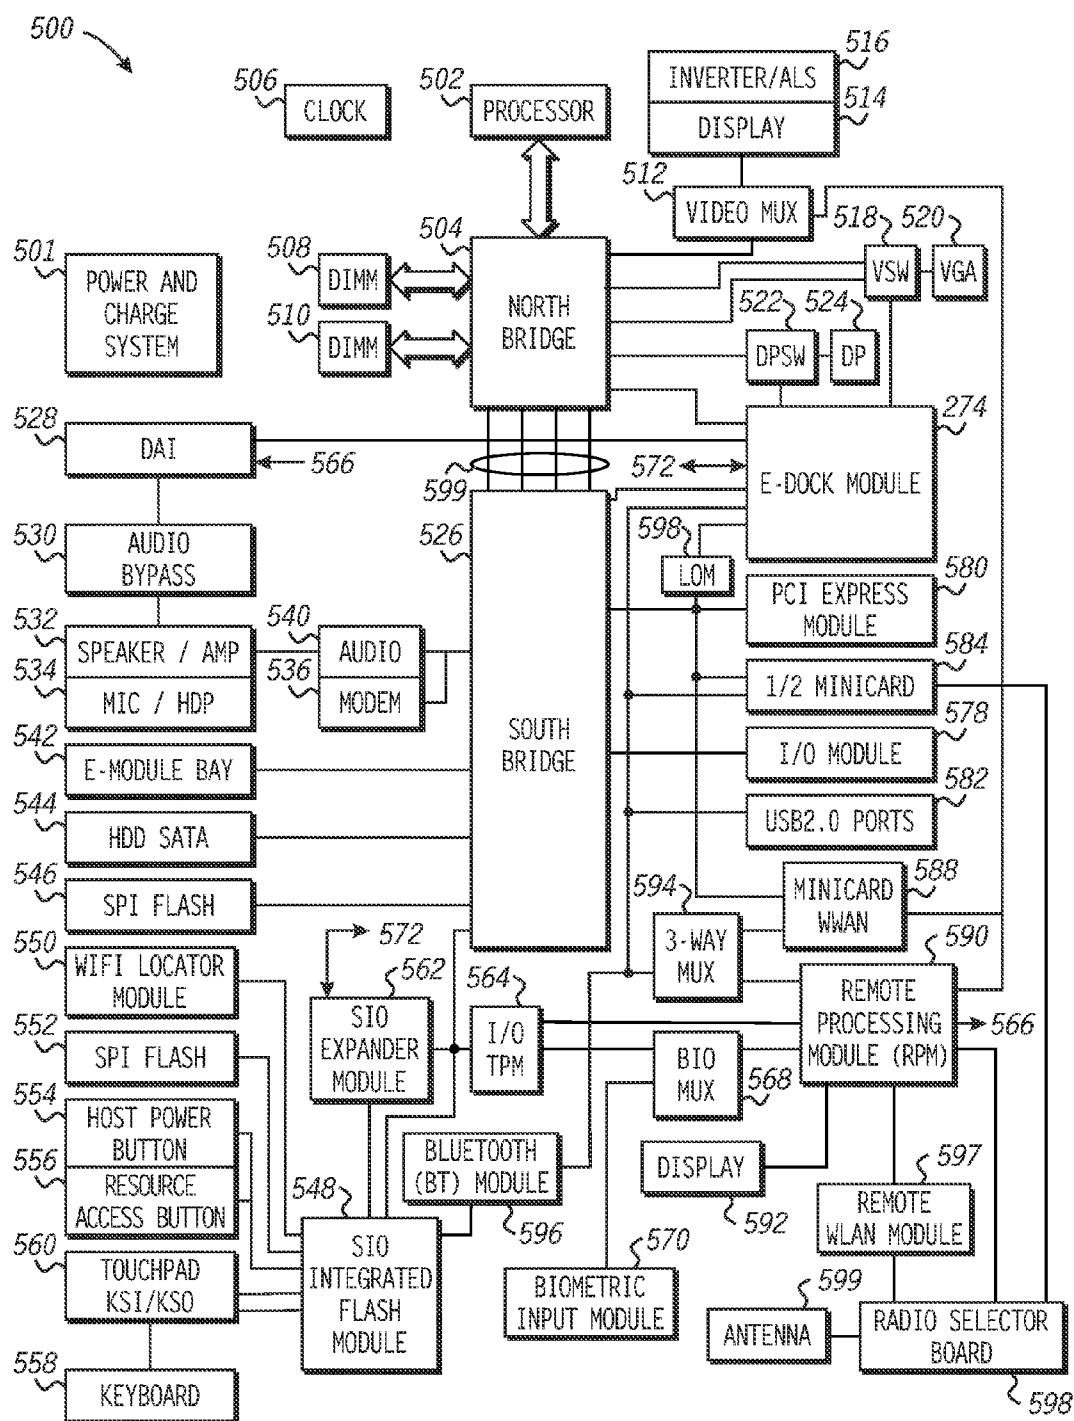 500
506
CLOCK
502
PROCESSOR
516
INVERTER/ALS
514
DISPLAY
512
VIDEO MUX
501
POWER AND
CHARGE
SYSTEM
508
DIMM
510
DIMM
504
NORTH
BRIDGE
518
VSW
520
VGA
522
DPSW
524
DP
528
DAI
566
599
572
274
E-DOCK MODULE
530
AUDIO
BYPASS
526
SOUTH
BRIDGE
598
LOM
580
PCI EXPRESS
MODULE
532
SPEAKER / AMP
534
MIC / HDP
540
AUDIO
536
MODEM
584
1/2 MINICARD
578
I/O MODULE
582
USB2.0 PORTS
542
E-MODULE BAY
544
HDD SATA
546
SPI FLASH
588
MINICARD
WWAN
594
3-WAY
MUX
550
WIFI LOCATOR
MODULE
572
562
SIO
EXPANDER
MODULE
564
I/O
TPM
590
REMOTE
PROCESSING
MODULE (RPM)
566
552
SPI FLASH
BIO
MUX
568
554
HOST POWER
BUTTON
556
RESOURCE
ACCESS BUTTON
BLUETOOTH
(BT) MODULE
596
DISPLAY
592
597
REMOTE
WLAN MODULE
548
SIO
INTEGRATED
FLASH
MODULE
560
TOUCHPAD
KSI/KSO
570
BIOMETRIC
INPUT MODULE
599
ANTENNA
RADIO SELECTOR
BOARD
598
558
KEYBOARD